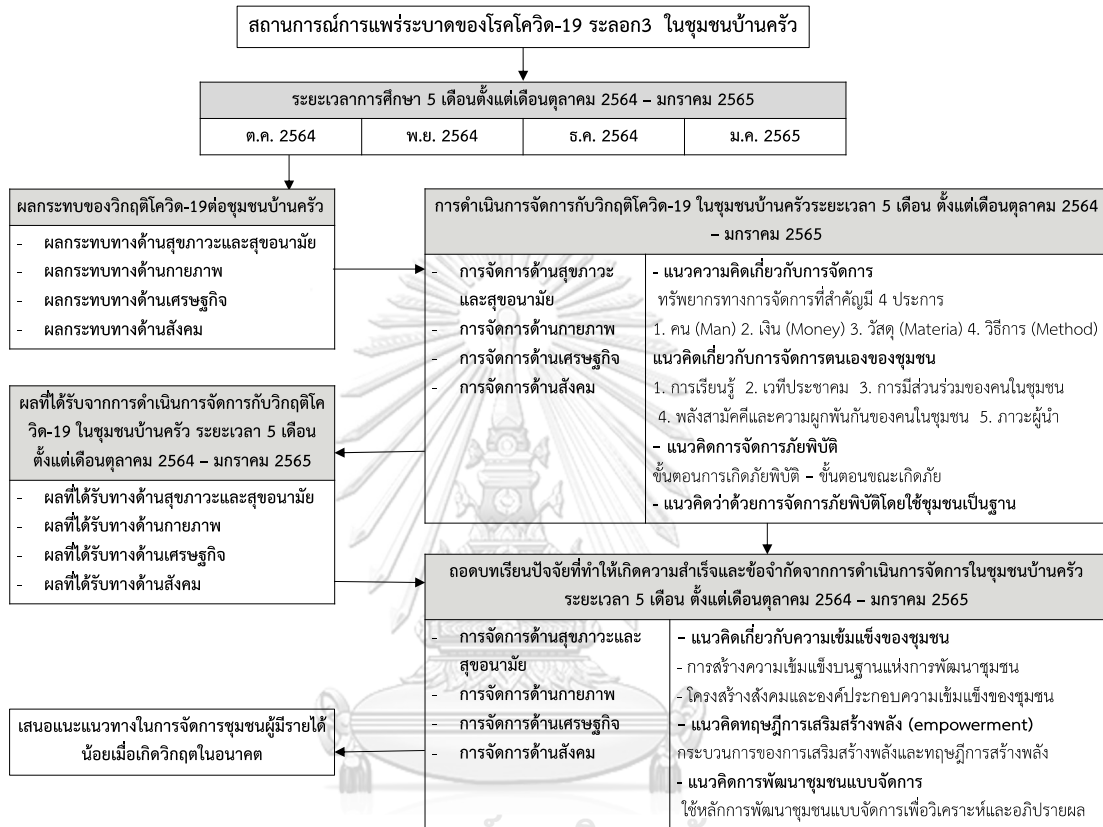 สถานการณ์การแพร่ระบาดของโรคโควิด-19 ระลอก3 ในชุมชนบ้านครัว
ระยะเวลาการศึกษา 5 เดือนตั้งแต่เดือนตุลาคม 2564 – มกราคม 2565
ต.ค. 2564 พ.ย. 2564 ธ.ค. 2564 ม.ค. 2565
ผลกระทบของวิกฤติโควิด-19ต่อชุมชนบ้านครัว
- ผลกระทบทางด้านสุขภาวะและสุขอนามัย
- ผลกระทบทางด้านกายภาพ
- ผลกระทบทางด้านเศรษฐกิจ
- ผลกระทบทางด้านสังคม
การดำเนินการจัดการกับวิกฤติโควิด-19 ในชุมชนบ้านครัวระยะเวลา 5 เดือน ตั้งแต่เดือนตุลาคม 2564
– มกราคม 2565
- การจัดการด้านสุขภาวะ
และสุขอนามัย
- การจัดการด้านกายภาพ
- การจัดการด้านเศรษฐกิจ
- การจัดการด้านสังคม
- แนวความคิดเกี่ยวกับการจัดการ
ทรัพยากรทางการจัดการที่สำคัญมี 4 ประการ
1. คน (Man) 2. เงิน (Money) 3. วัสดุ (Materia) 4. วิธีการ (Method)
แนวคิดเกี่ยวกับการจัดการตนเองของชุมชน
1. การเรียนรู้ 2. เวทีประชาคม 3. การมีส่วนร่วมของคนในชุมชน
4. พลังสามัคคีและความผูกพันกันของคนในชุมชน 5. ภาวะผู้นำ
- แนวคิดการจัดการภัยพิบัติ
ขั้นตอนการเกิดภัยพิบัติ – ขั้นตอนขณะเกิดภัย
- แนวคิดว่าด้วยการจัดการภัยพิบัติโดยใช้ชุมชนเป็นฐาน
ผลที่ได้รับจากการดำเนินการจัดการกับวิกฤติโค
วิด-19 ในชุมชนบ้านครัว ระยะเวลา 5 เดือน
ตั้งแต่เดือนตุลาคม 2564 – มกราคม 2565
- ผลที่ได้รับทางด้านสุขภาวะและสุขอนามัย
- ผลที่ได้รับทางด้านกายภาพ
- ผลที่ได้รับทางด้านเศรษฐกิจ
- ผลที่ได้รับทางด้านสังคม
ถอดบทเรียนปัจจัยที่ทำให้เกิดความสำเร็จและข้อจำกัดจากการดำเนินการจัดการในชุมชนบ้านครัว
ระยะเวลา 5 เดือน ตั้งแต่เดือนตุลาคม 2564 – มกราคม 2565
- การจัดการด้านสุขภาวะและ
สุขอนามัย
- การจัดการด้านกายภาพ
- การจัดการด้านเศรษฐกิจ
- การจัดการด้านสังคม
– แนวคิดเกี่ยวกับความเข้มแข็งของชุมชน
- การสร้างความเข้มแข็งบนฐานแห่งการพัฒนาชุมชน
- โครงสร้างสังคมและองค์ประกอบความเข้มแข็งของชุมชน
– แนวคิดทฤษฎีการเสริมสร้างพลัง (empowerment)
กระบวนการของการเสริมสร้างพลังและทฤษฎีการสร้างพลัง
- แนวคิดการพัฒนาชุมชนแบบจัดการ
ใช้หลักการพัฒนาชุมชนแบบจัดการเพื่อวิเคราะห์และอภิปรายผล
เสนอแนะแนวทางในการจัดการชุมชนผู้มีรายได้
น้อยเมื่อเกิดวิกฤตในอนาคต